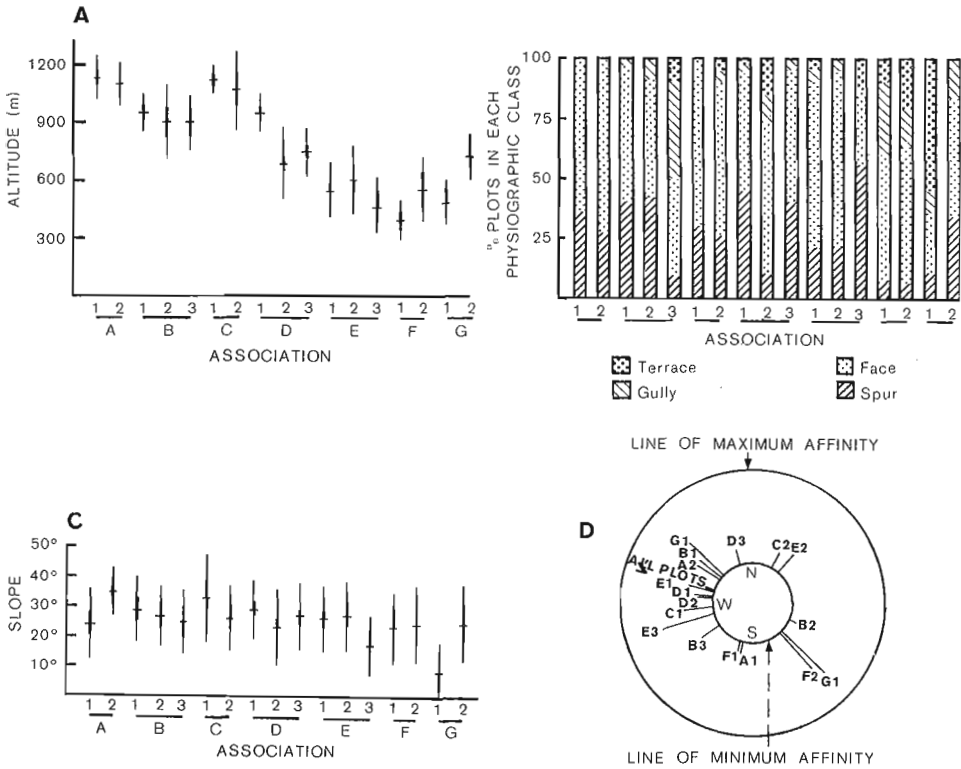 A
ALTITUDE (m)
1200
900
600
300
1 2 1 2 3 1 2 1 2 3 1 2 3 1 2 1 2
A B C D E F G
ASSOCIATION
PLOTS IN EACH
PHYSIOGRAPHIC CLASS
100
75
50
25
1 2 1 2 3 1 2 1 2 3 1 2 3 1 2 1 2
ASSOCIATION
Terrace Face
Gully Spur
C
SLOPE
50°
40°
30°
20°
10°
1 2 1 2 3 1 2 1 2 3 1 2 3 1 2 1 2
A B C D E F G
ASSOCIATION
D
LINE OF MAXIMUM AFFINITY
G1
B1
A2
ALL PLOTS
E1
D1
D2
C1
E3
B3
F1
A1
D3
C2
E2
B2
F2
G1
N
W
S
LINE OF MINIMUM AFFINITY